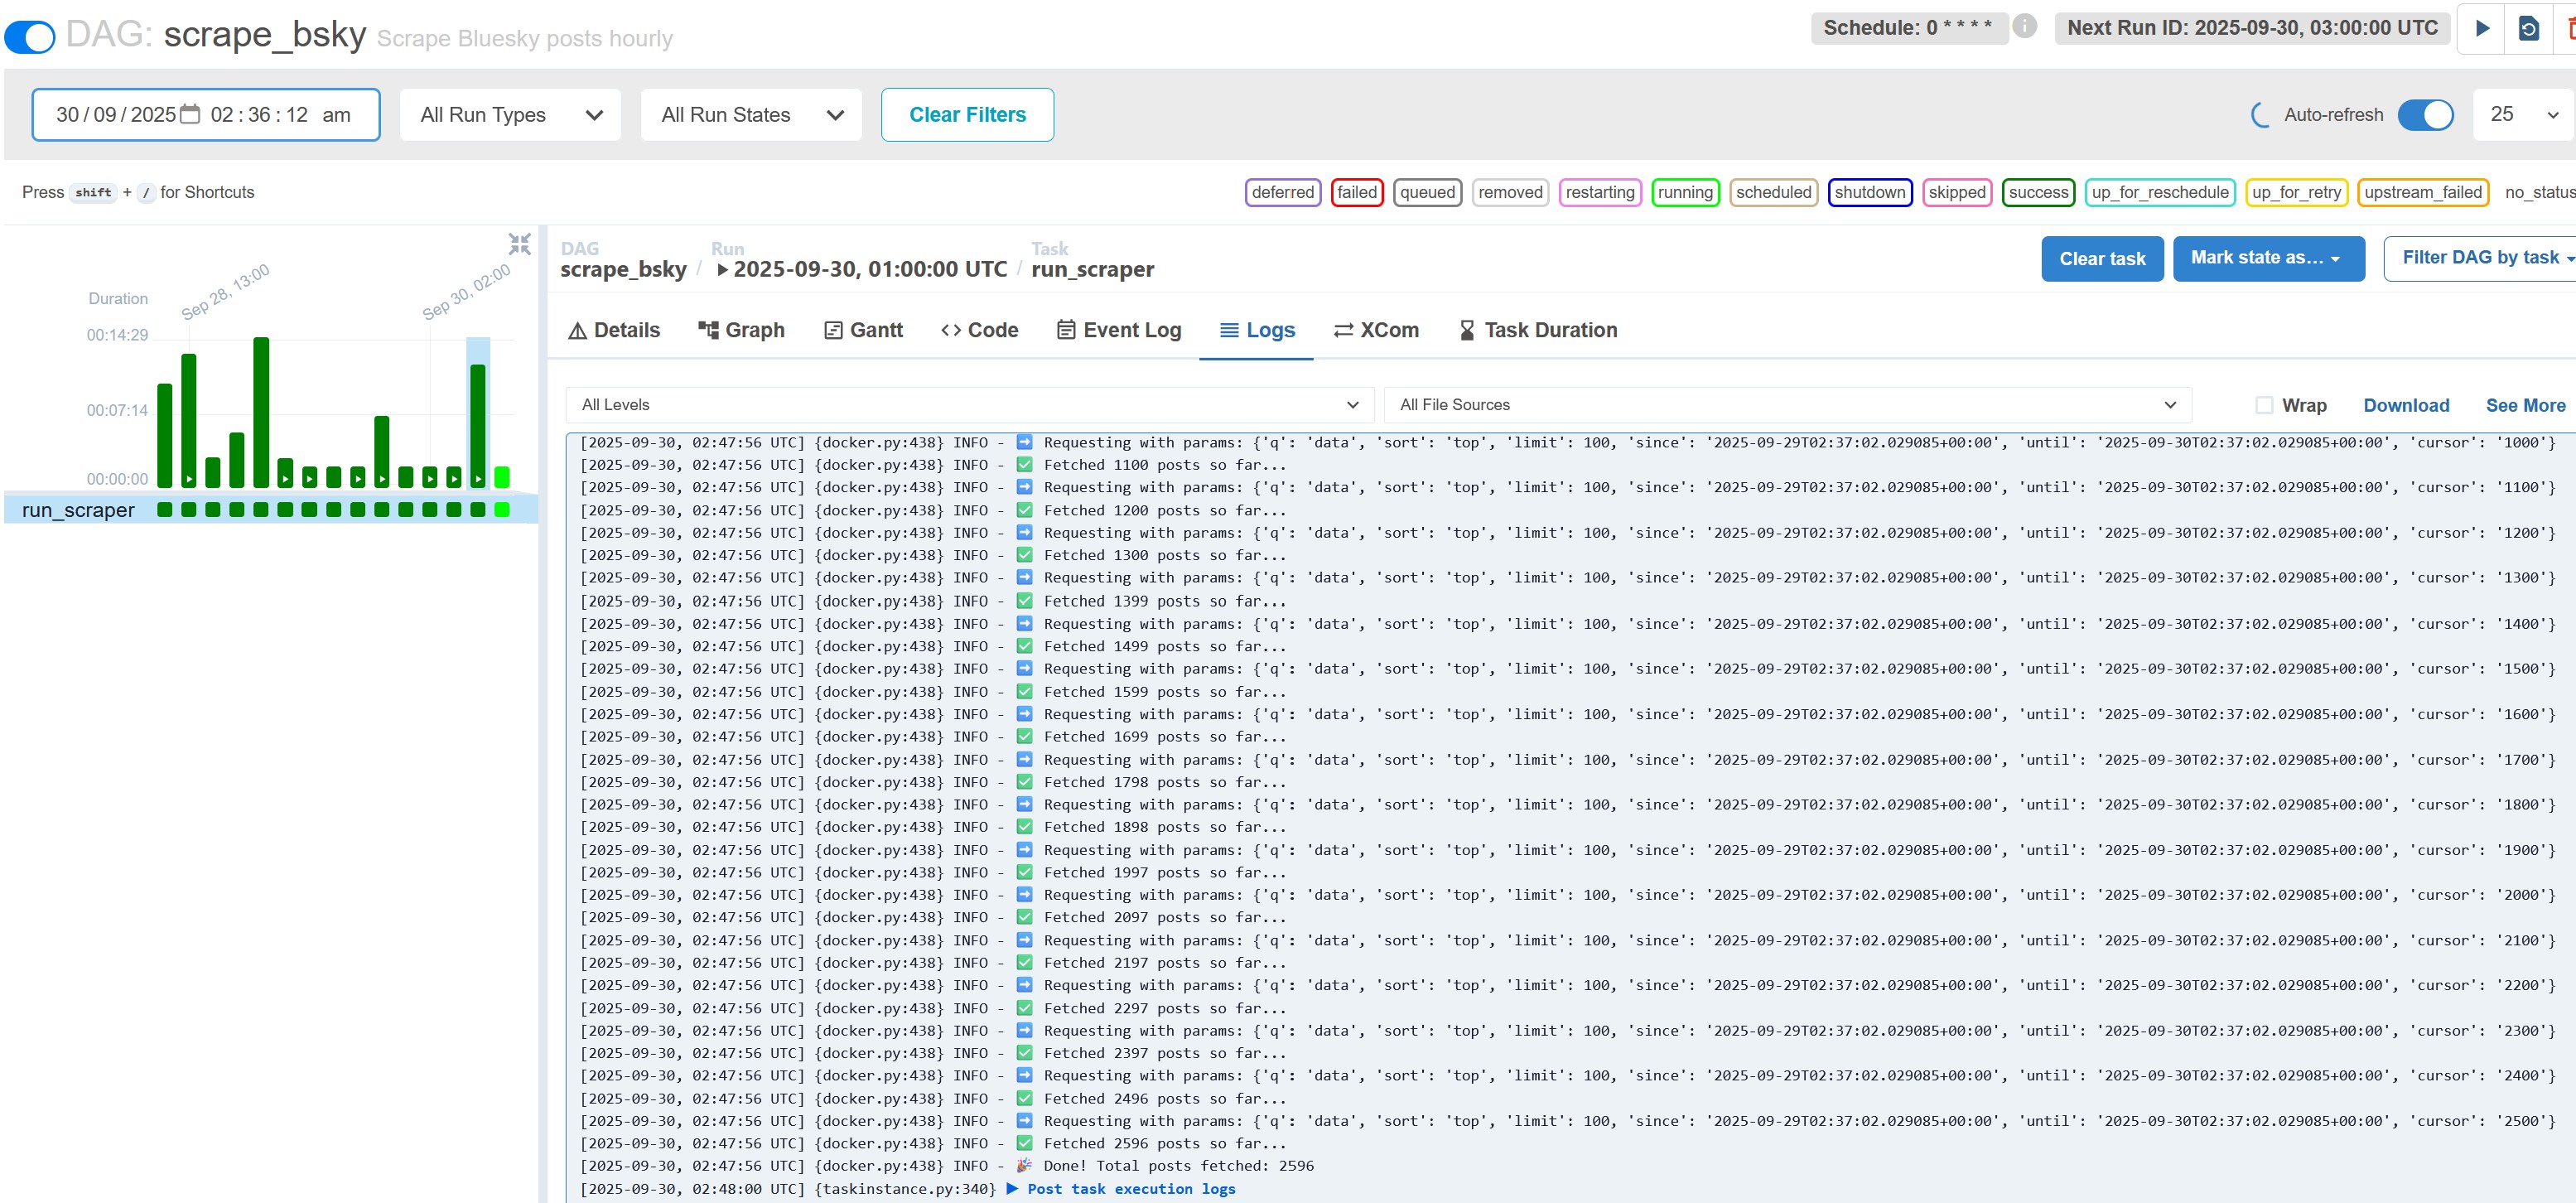 DAG: scrape_bsky Scrape Bluesky posts hourly
Schedule: 0 * * * *
Next Run ID: 2025-09-30, 03:00:00 UTC
30/09/2025 02:36:12 am
All Run Types
All Run States
Clear Filters
Auto-refresh
25
Press shift + / for Shortcuts
deferred failed queued removed restarting running scheduled shutdown skipped success up_for_reschedule up_for_retry upstream_failed no_status
Duration
Sep 28, 13:00
Sep 30, 02:00
00:14:29
00:07:14
00:00:00
run_scraper
DAG Run Task
scrape_bsky / 2025-09-30, 01:00:00 UTC / run_scraper
Clear task
Mark state as...
Filter DAG by task
Details Graph Gantt Code Event Log Logs XCom Task Duration
All Levels
All File Sources
Wrap Download See More
[2025-09-30, 02:47:56 UTC] {docker.py:438} INFO - ➡️ Requesting with params: {'q': 'data', 'sort': 'top', 'limit': 100, 'since': '2025-09-29T02:37:02.029085+00:00', 'until': '2025-09-30T02:37:02.029085+00:00', 'cursor': '1000'}
[2025-09-30, 02:47:56 UTC] {docker.py:438} INFO - ✅ Fetched 1100 posts so far...
[2025-09-30, 02:47:56 UTC] {docker.py:438} INFO - ➡️ Requesting with params: {'q': 'data', 'sort': 'top', 'limit': 100, 'since': '2025-09-29T02:37:02.029085+00:00', 'until': '2025-09-30T02:37:02.029085+00:00', 'cursor': '1100'}
[2025-09-30, 02:47:56 UTC] {docker.py:438} INFO - ✅ Fetched 1200 posts so far...
[2025-09-30, 02:47:56 UTC] {docker.py:438} INFO - ➡️ Requesting with params: {'q': 'data', 'sort': 'top', 'limit': 100, 'since': '2025-09-29T02:37:02.029085+00:00', 'until': '2025-09-30T02:37:02.029085+00:00', 'cursor': '1200'}
[2025-09-30, 02:47:56 UTC] {docker.py:438} INFO - ✅ Fetched 1300 posts so far...
[2025-09-30, 02:47:56 UTC] {docker.py:438} INFO - ➡️ Requesting with params: {'q': 'data', 'sort': 'top', 'limit': 100, 'since': '2025-09-29T02:37:02.029085+00:00', 'until': '2025-09-30T02:37:02.029085+00:00', 'cursor': '1300'}
[2025-09-30, 02:47:56 UTC] {docker.py:438} INFO - ✅ Fetched 1399 posts so far...
[2025-09-30, 02:47:56 UTC] {docker.py:438} INFO - ➡️ Requesting with params: {'q': 'data', 'sort': 'top', 'limit': 100, 'since': '2025-09-29T02:37:02.029085+00:00', 'until': '2025-09-30T02:37:02.029085+00:00', 'cursor': '1400'}
[2025-09-30, 02:47:56 UTC] {docker.py:438} INFO - ✅ Fetched 1499 posts so far...
[2025-09-30, 02:47:56 UTC] {docker.py:438} INFO - ➡️ Requesting with params: {'q': 'data', 'sort': 'top', 'limit': 100, 'since': '2025-09-29T02:37:02.029085+00:00', 'until': '2025-09-30T02:37:02.029085+00:00', 'cursor': '1500'}
[2025-09-30, 02:47:56 UTC] {docker.py:438} INFO - ✅ Fetched 1599 posts so far...
[2025-09-30, 02:47:56 UTC] {docker.py:438} INFO - ➡️ Requesting with params: {'q': 'data', 'sort': 'top', 'limit': 100, 'since': '2025-09-29T02:37:02.029085+00:00', 'until': '2025-09-30T02:37:02.029085+00:00', 'cursor': '1600'}
[2025-09-30, 02:47:56 UTC] {docker.py:438} INFO - ✅ Fetched 1699 posts so far...
[2025-09-30, 02:47:56 UTC] {docker.py:438} INFO - ➡️ Requesting with params: {'q': 'data', 'sort': 'top', 'limit': 100, 'since': '2025-09-29T02:37:02.029085+00:00', 'until': '2025-09-30T02:37:02.029085+00:00', 'cursor': '1700'}
[2025-09-30, 02:47:56 UTC] {docker.py:438} INFO - ✅ Fetched 1798 posts so far...
[2025-09-30, 02:47:56 UTC] {docker.py:438} INFO - ➡️ Requesting with params: {'q': 'data', 'sort': 'top', 'limit': 100, 'since': '2025-09-29T02:37:02.029085+00:00', 'until': '2025-09-30T02:37:02.029085+00:00', 'cursor': '1800'}
[2025-09-30, 02:47:56 UTC] {docker.py:438} INFO - ✅ Fetched 1898 posts so far...
[2025-09-30, 02:47:56 UTC] {docker.py:438} INFO - ➡️ Requesting with params: {'q': 'data', 'sort': 'top', 'limit': 100, 'since': '2025-09-29T02:37:02.029085+00:00', 'until': '2025-09-30T02:37:02.029085+00:00', 'cursor': '1900'}
[2025-09-30, 02:47:56 UTC] {docker.py:438} INFO - ✅ Fetched 1997 posts so far...
[2025-09-30, 02:47:56 UTC] {docker.py:438} INFO - ➡️ Requesting with params: {'q': 'data', 'sort': 'top', 'limit': 100, 'since': '2025-09-29T02:37:02.029085+00:00', 'until': '2025-09-30T02:37:02.029085+00:00', 'cursor': '2000'}
[2025-09-30, 02:47:56 UTC] {docker.py:438} INFO - ✅ Fetched 2097 posts so far...
[2025-09-30, 02:47:56 UTC] {docker.py:438} INFO - ➡️ Requesting with params: {'q': 'data', 'sort': 'top', 'limit': 100, 'since': '2025-09-29T02:37:02.029085+00:00', 'until': '2025-09-30T02:37:02.029085+00:00', 'cursor': '2100'}
[2025-09-30, 02:47:56 UTC] {docker.py:438} INFO - ✅ Fetched 2197 posts so far...
[2025-09-30, 02:47:56 UTC] {docker.py:438} INFO - ➡️ Requesting with params: {'q': 'data', 'sort': 'top', 'limit': 100, 'since': '2025-09-29T02:37:02.029085+00:00', 'until': '2025-09-30T02:37:02.029085+00:00', 'cursor': '2200'}
[2025-09-30, 02:47:56 UTC] {docker.py:438} INFO - ✅ Fetched 2297 posts so far...
[2025-09-30, 02:47:56 UTC] {docker.py:438} INFO - ➡️ Requesting with params: {'q': 'data', 'sort': 'top', 'limit': 100, 'since': '2025-09-29T02:37:02.029085+00:00', 'until': '2025-09-30T02:37:02.029085+00:00', 'cursor': '2300'}
[2025-09-30, 02:47:56 UTC] {docker.py:438} INFO - ✅ Fetched 2397 posts so far...
[2025-09-30, 02:47:56 UTC] {docker.py:438} INFO - ➡️ Requesting with params: {'q': 'data', 'sort': 'top', 'limit': 100, 'since': '2025-09-29T02:37:02.029085+00:00', 'until': '2025-09-30T02:37:02.029085+00:00', 'cursor': '2400'}
[2025-09-30, 02:47:56 UTC] {docker.py:438} INFO - ✅ Fetched 2496 posts so far...
[2025-09-30, 02:47:56 UTC] {docker.py:438} INFO - ➡️ Requesting with params: {'q': 'data', 'sort': 'top', 'limit': 100, 'since': '2025-09-29T02:37:02.029085+00:00', 'until': '2025-09-30T02:37:02.029085+00:00', 'cursor': '2500'}
[2025-09-30, 02:47:56 UTC] {docker.py:438} INFO - ✅ Fetched 2596 posts so far...
[2025-09-30, 02:47:56 UTC] {docker.py:438} INFO - 🎉 Done! Total posts fetched: 2596
[2025-09-30, 02:48:00 UTC] {taskinstance.py:340} ▶ Post task execution logs